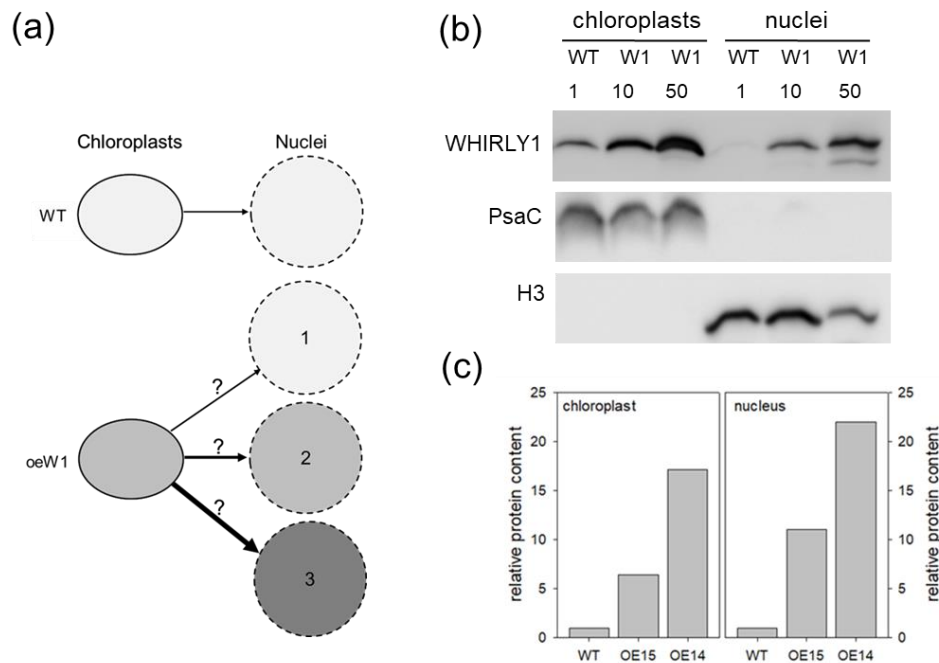 (a)
Chloroplasts Nuclei
WT
1
?
oeW1
?
2
?
3
(b)
chloroplasts nuclei
WT W1 W1 WT W1 W1
1 10 50 1 10 50
WHIRLY1
PsaC
H3
(c)
25 25
chloroplast nucleus
20 20
15 15
10 10
5 5
0 0
relative protein content
relative protein content
WT OE15 OE14 WT OE15 OE14